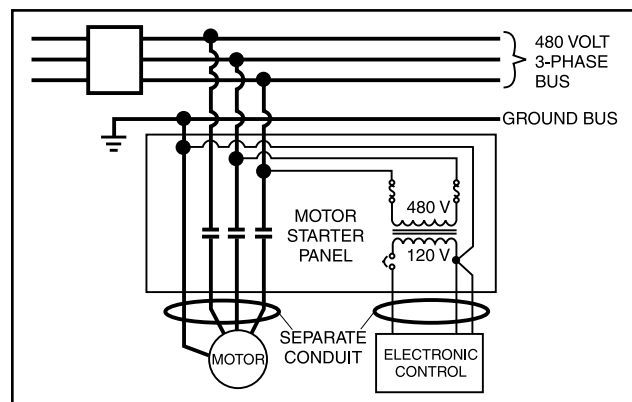 480 VOLT
3-PHASE
BUS
GROUND BUS
MOTOR
STARTER
PANEL
480 V
120 V
SEPARATE
CONDUIT
MOTOR
ELECTRONIC
CONTROL